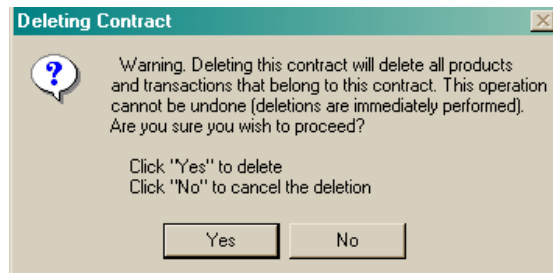 Deleting Contract
Warning. Deleting this contract will delete all products
and transactions that belong to this contract. This operation
cannot be undone (deletions are immediately performed).
Are you sure you wish to proceed?
Click "Yes" to delete
Click "No" to cancel the deletion
Yes No